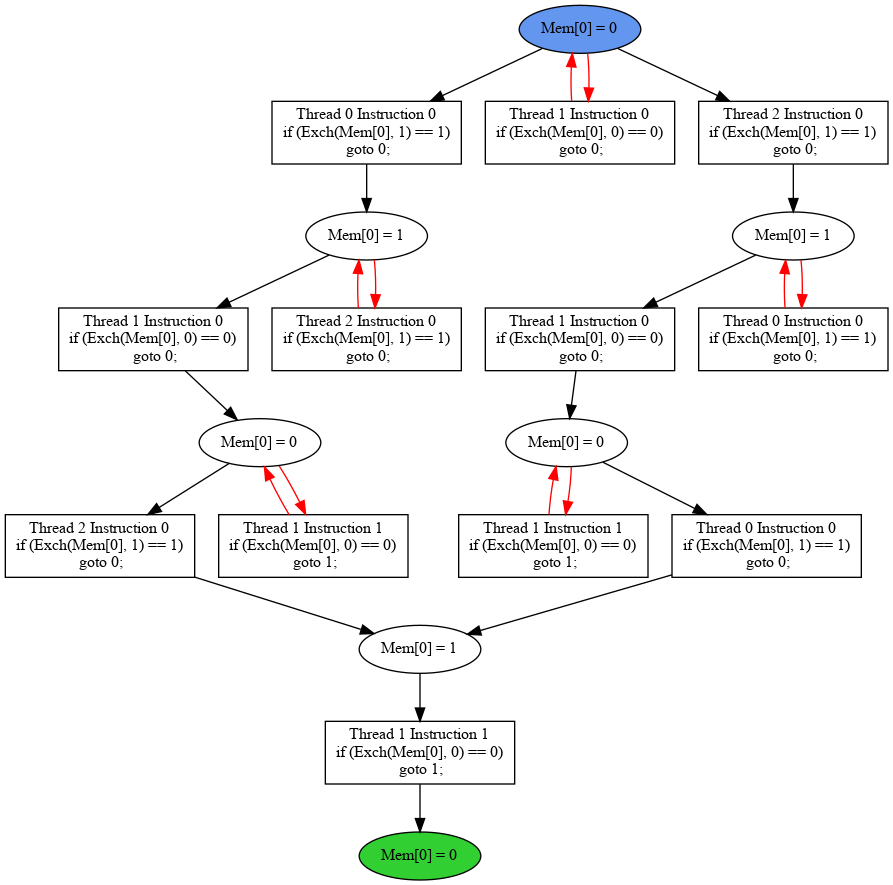 Mem[0] = 0
Thread 0 Instruction 0
if (Exch(Mem[0], 1) == 1)
goto 0;
Thread 1 Instruction 0
if (Exch(Mem[0], 0) == 0)
goto 0;
Thread 2 Instruction 0
if (Exch(Mem[0], 1) == 1)
goto 0;
Mem[0] = 1
Mem[0] = 1
Thread 1 Instruction 0
if (Exch(Mem[0], 0) == 0)
goto 0;
Thread 2 Instruction 0
if (Exch(Mem[0], 1) == 1)
goto 0;
Thread 1 Instruction 0
if (Exch(Mem[0], 0) == 0)
goto 0;
Thread 0 Instruction 0
if (Exch(Mem[0], 1) == 1)
goto 0;
Mem[0] = 0
Mem[0] = 0
Thread 2 Instruction 0
if (Exch(Mem[0], 1) == 1)
goto 0;
Thread 1 Instruction 1
if (Exch(Mem[0], 0) == 0)
goto 1;
Thread 1 Instruction 1
if (Exch(Mem[0], 0) == 0)
goto 1;
Thread 0 Instruction 0
if (Exch(Mem[0], 1) == 1)
goto 0;
Mem[0] = 1
Thread 1 Instruction 1
if (Exch(Mem[0], 0) == 0)
goto 1;
Mem[0] = 0